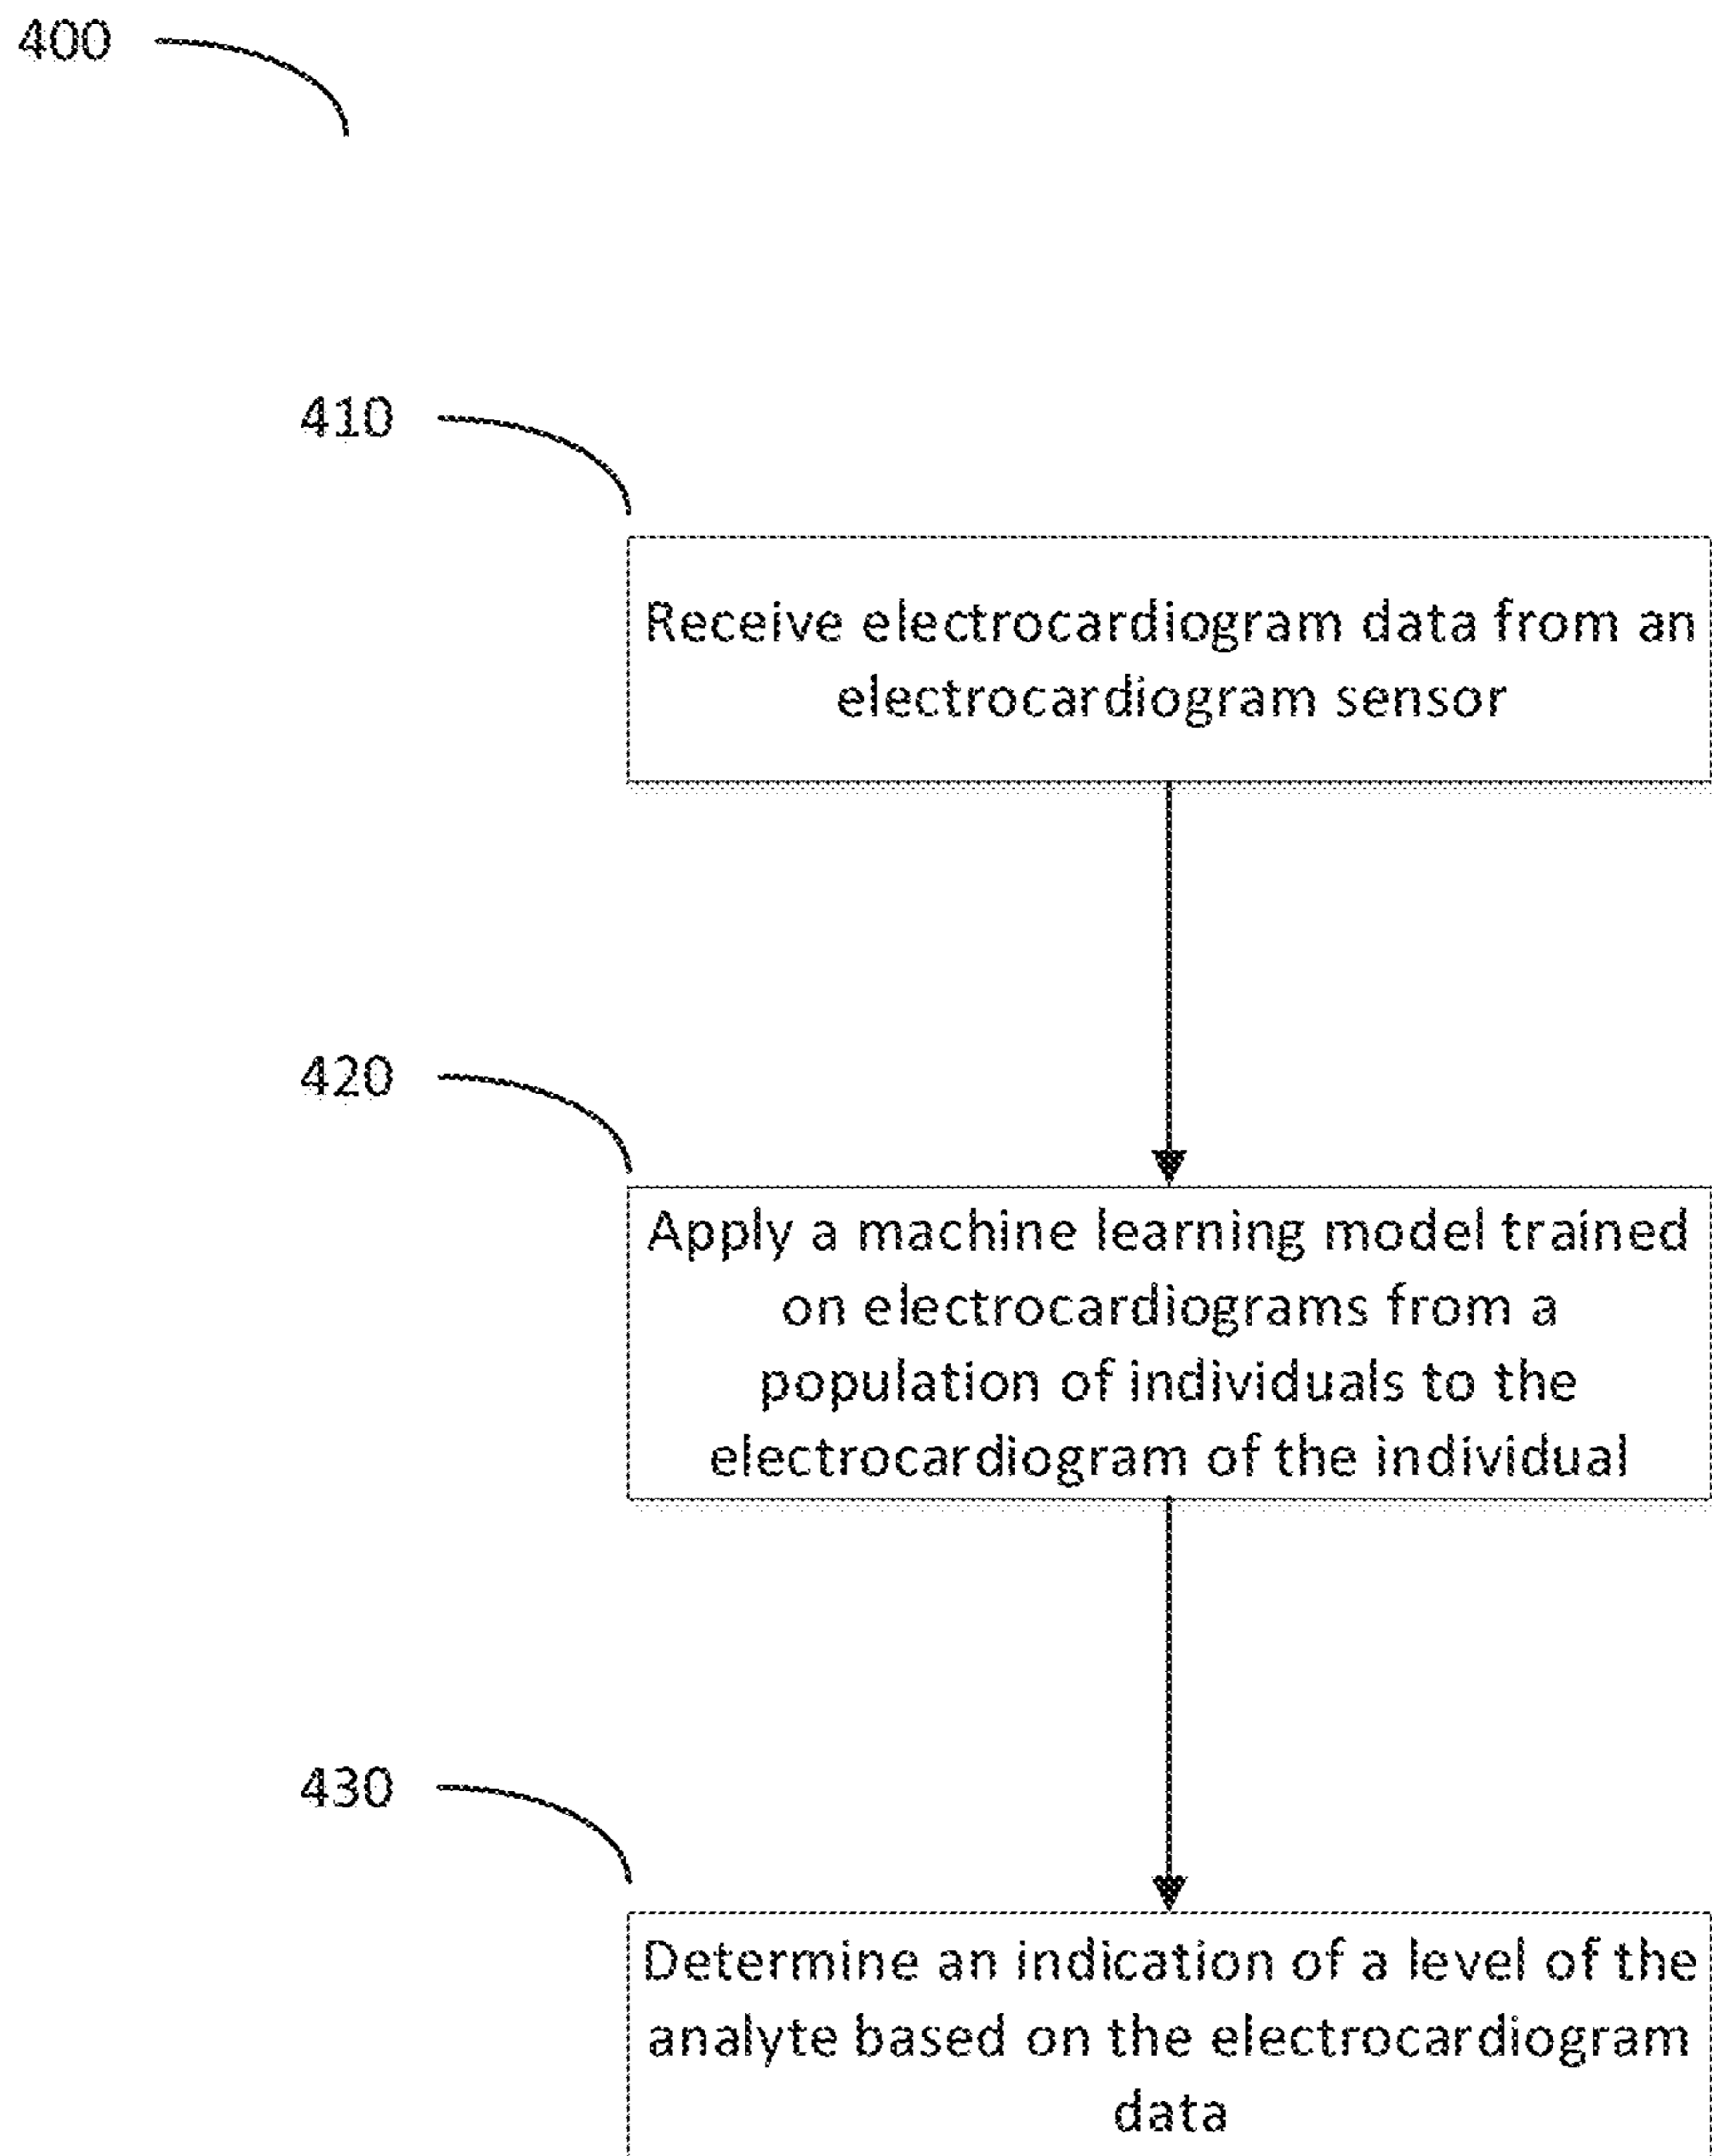 400
410
Receive electrocardiogram data from an
electrocardiogram sensor
420
Apply a machine learning model trained
on electrocardiograms from a
population of individuals to the
electrocardiogram of the individual
430
Determine an indication of a level of the
analyte based on the electrocardiogram
data